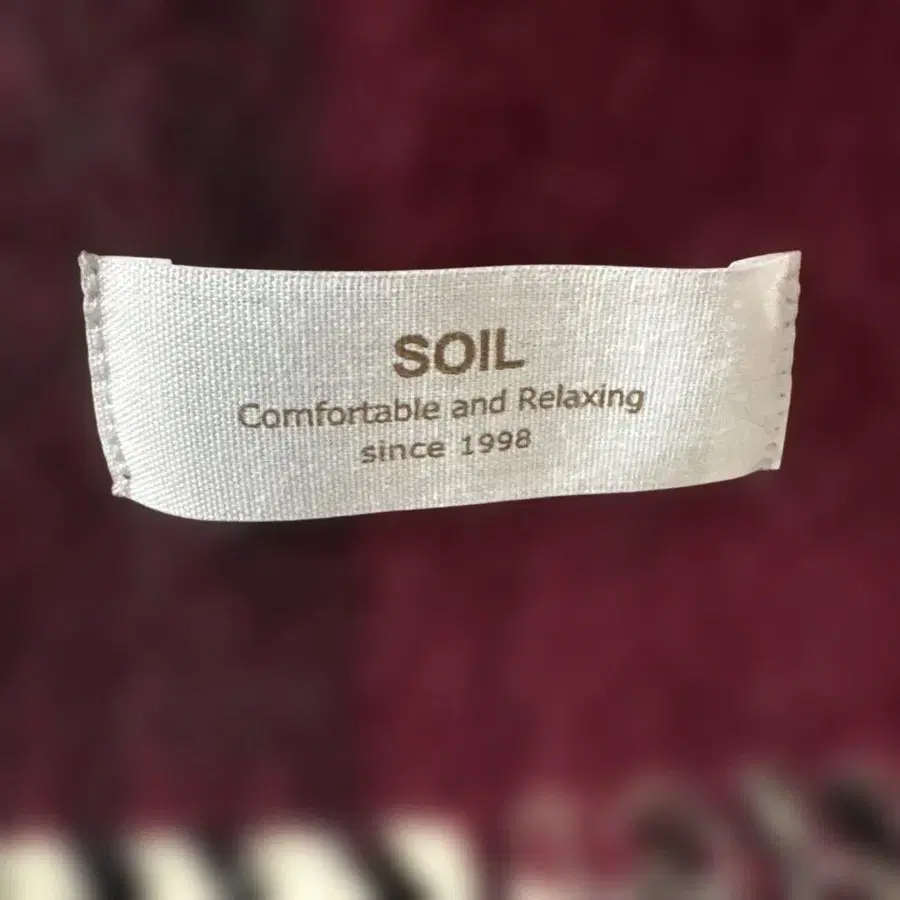 SOIL
Comfortable and Relaxing
since 1998